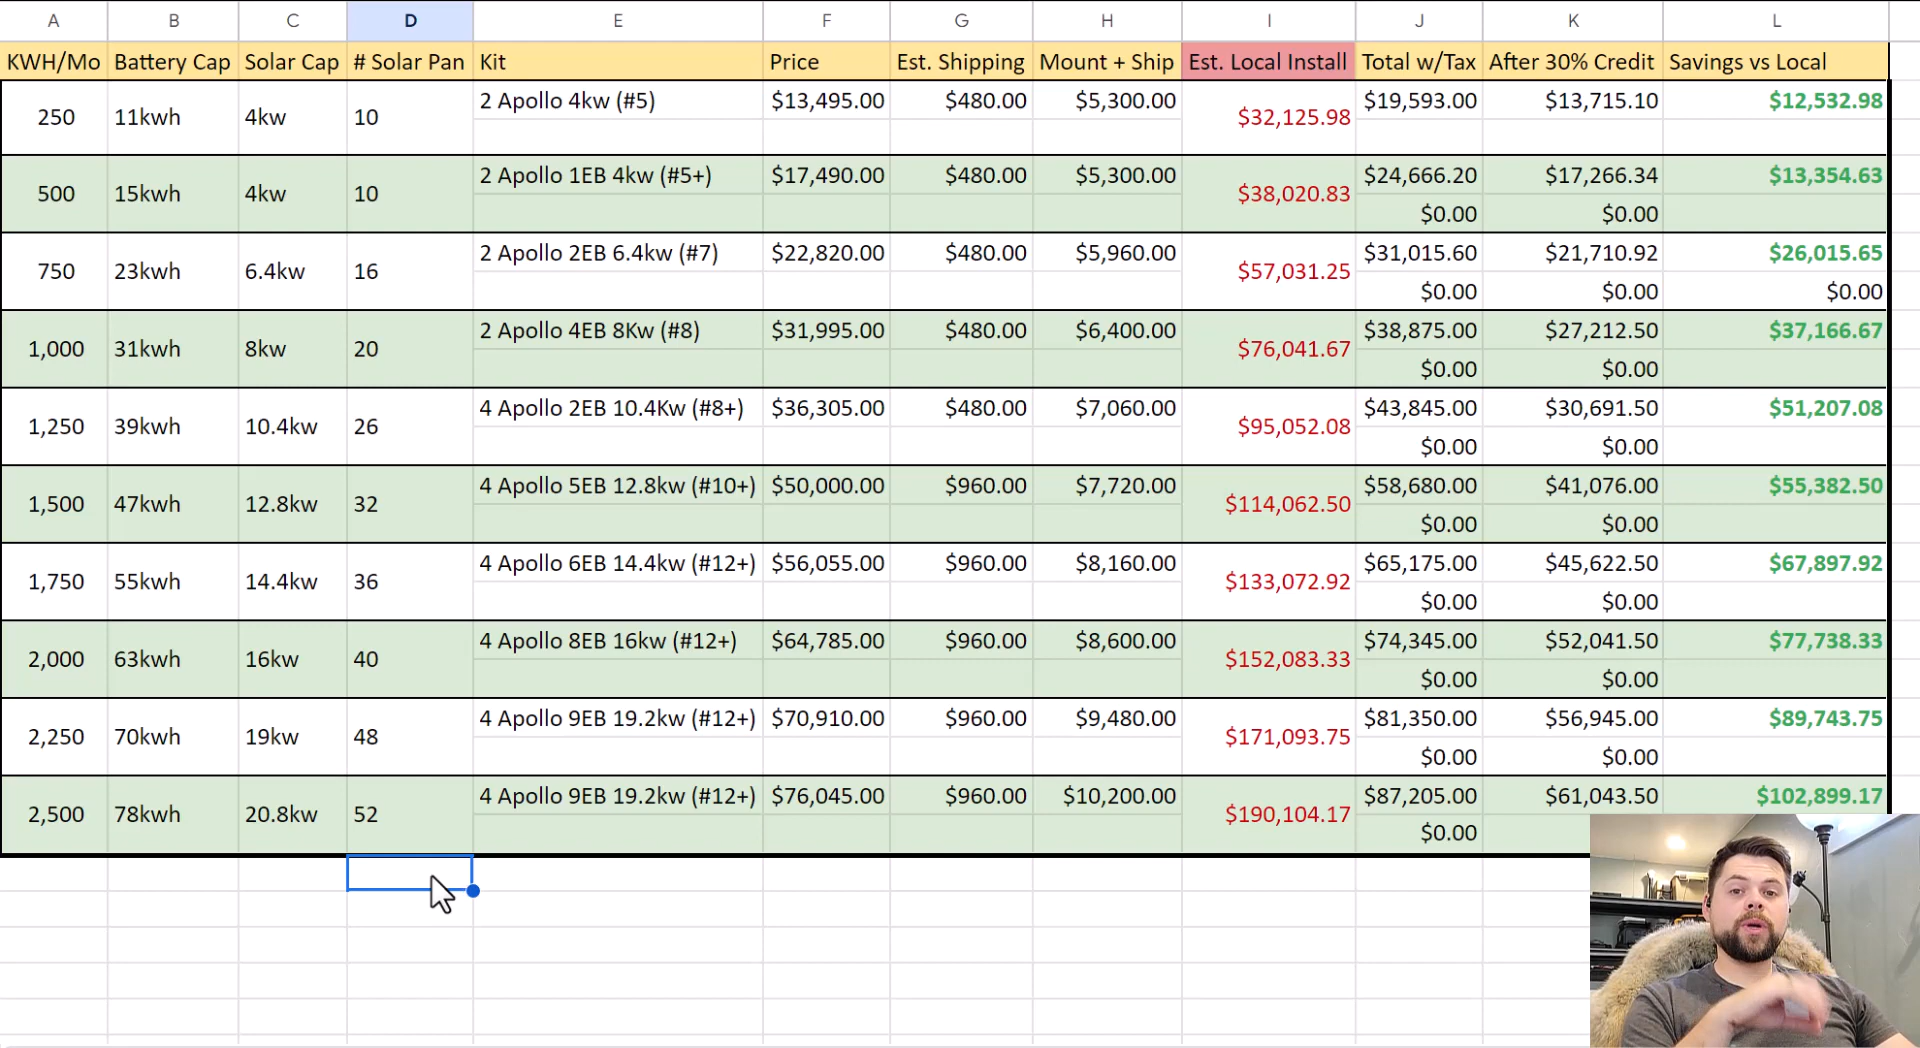 A B C D E F G H I J K L
KWH/Mo Battery Cap Solar Cap # Solar Pan Kit Price Est. Shipping Mount + Ship Est. Local Install Total w/Tax After 30% Credit Savings vs Local
250 11kwh 4kw 10 2 Apollo 4kw (#5) $13,495.00 $480.00 $5,300.00 $32,125.98 $19,593.00 $13,715.10 $12,532.98
500 15kwh 4kw 10 2 Apollo 1EB 4kw (#5+) $17,490.00 $480.00 $5,300.00 $38,020.83 $24,666.20 $17,266.34 $13,354.63
$0.00 $0.00
750 23kwh 6.4kw 16 2 Apollo 2EB 6.4kw (#7) $22,820.00 $480.00 $5,960.00 $57,031.25 $31,015.60 $21,710.92 $26,015.65
$0.00 $0.00 $0.00
1,000 31kwh 8kw 20 2 Apollo 4EB 8Kw (#8) $31,995.00 $480.00 $6,400.00 $76,041.67 $38,875.00 $27,212.50 $37,166.67
$0.00 $0.00
1,250 39kwh 10.4kw 26 4 Apollo 2EB 10.4Kw (#8+) $36,305.00 $480.00 $7,060.00 $95,052.08 $43,845.00 $30,691.50 $51,207.08
$0.00 $0.00
1,500 47kwh 12.8kw 32 4 Apollo 5EB 12.8kw (#10+) $50,000.00 $960.00 $7,720.00 $114,062.50 $58,680.00 $41,076.00 $55,382.50
$0.00 $0.00
1,750 55kwh 14.4kw 36 4 Apollo 6EB 14.4kw (#12+) $56,055.00 $960.00 $8,160.00 $133,072.92 $65,175.00 $45,622.50 $67,897.92
$0.00 $0.00
2,000 63kwh 16kw 40 4 Apollo 8EB 16kw (#12+) $64,785.00 $960.00 $8,600.00 $152,083.33 $74,345.00 $52,041.50 $77,738.33
$0.00 $0.00
2,250 70kwh 19kw 48 4 Apollo 9EB 19.2kw (#12+) $70,910.00 $960.00 $9,480.00 $171,093.75 $81,350.00 $56,945.00 $89,743.75
$0.00 $0.00
2,500 78kwh 20.8kw 52 4 Apollo 9EB 19.2kw (#12+) $76,045.00 $960.00 $10,200.00 $190,104.17 $87,205.00 $61,043.50 $102,899.17
$0.00